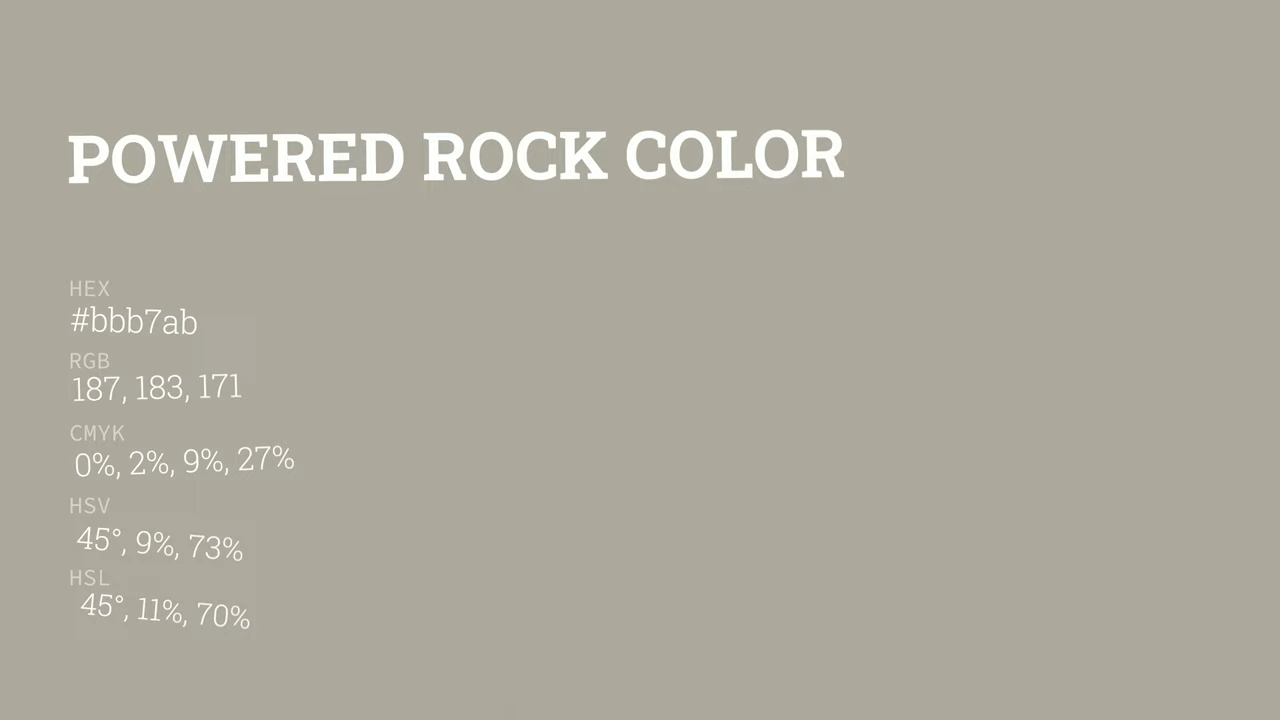 POWERED ROCK COLOR
HEX
#bbb7ab
RGB
187, 183, 171
CMYK
0%, 2%, 9%, 27%
HSV
45°, 9%, 73%
HSL
45°, 11%, 70%